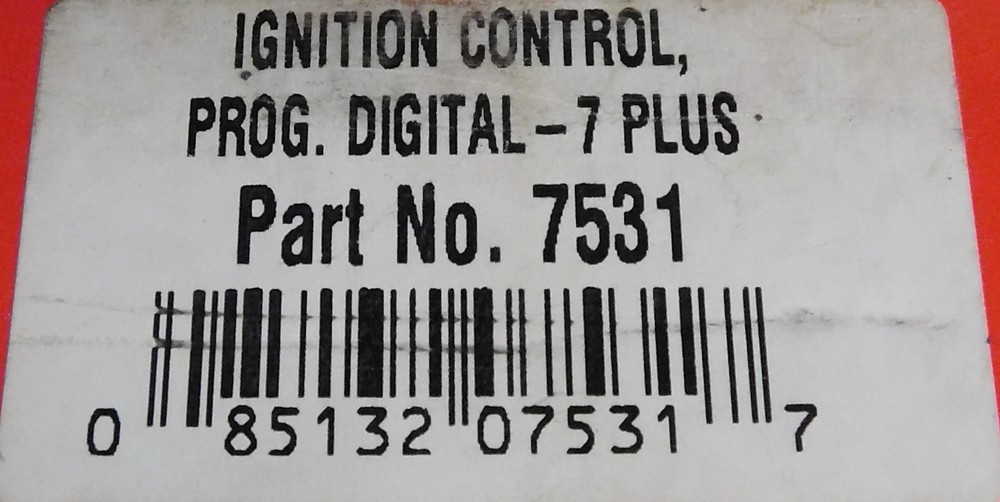 IGNITION CONTROL,
PROG. DIGITAL-7 PLUS
Part No. 7531
0 85132 07531 7